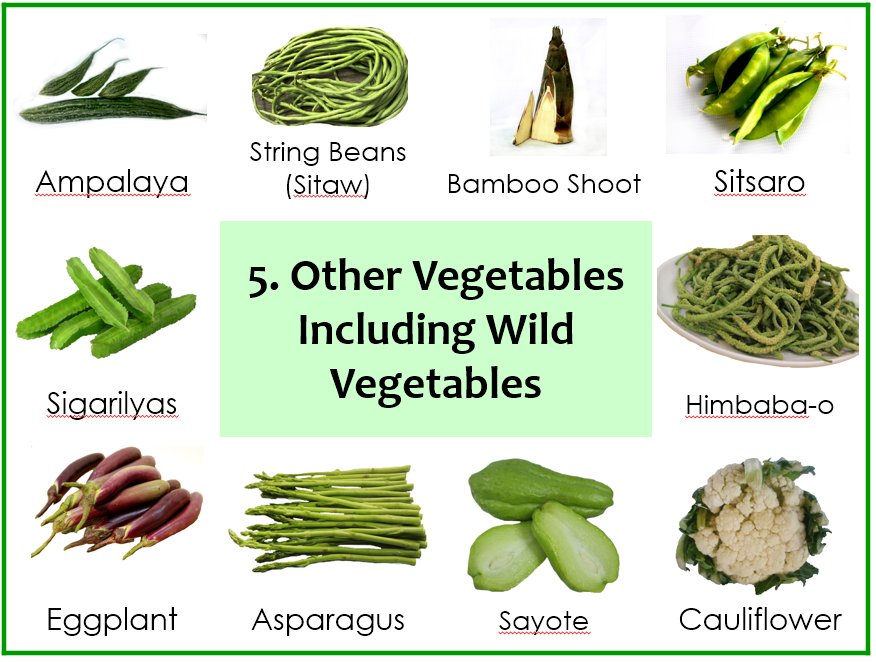 Ampalaya
String Beans
(Sitaw)
Bamboo Shoot
Sitsaro
5. Other Vegetables
Including Wild
Vegetables
Sigarilyas
Himbaba-o
Eggplant
Asparagus
Sayote
Cauliflower